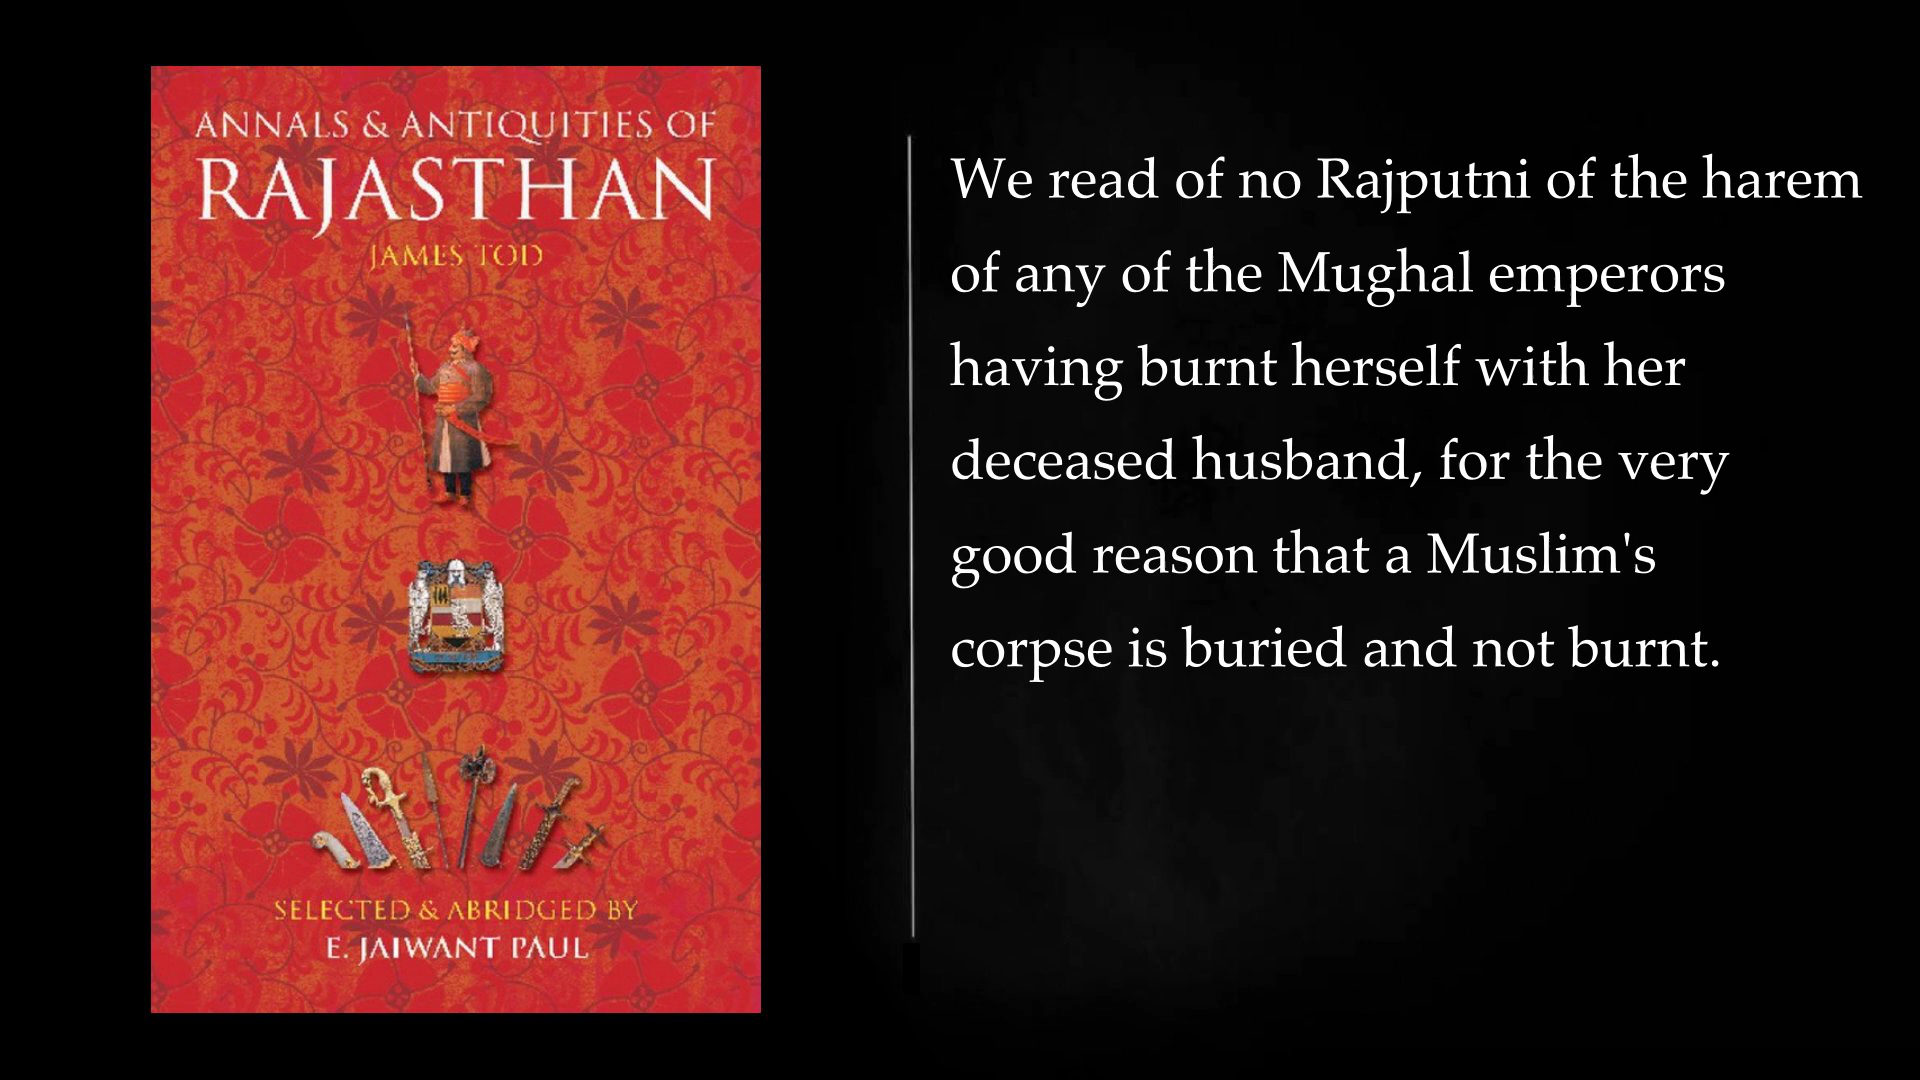 ANNALS & ANTIQUITIES OF
RAJASTHAN
JAMES TOD
SELECTED & ABRIDGED BY
E. JAIWANT PAUL
We read of no Rajputni of the harem
of any of the Mughal emperors
having burnt herself with her
deceased husband, for the very
good reason that a Muslim's
corpse is buried and not burnt.